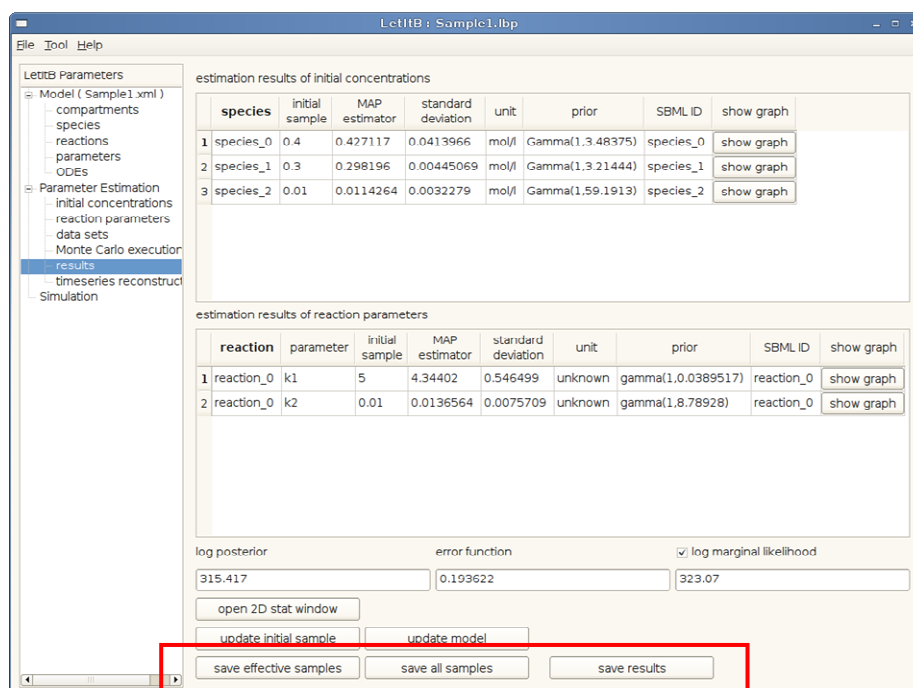 LetItB : Sample1.lbp
File Tool Help
LetItB Parameters
Model ( Sample1.xml )
compartments
species
reactions
parameters
ODEs
Parameter Estimation
initial concentrations
reaction parameters
data sets
Monte Carlo execution
results
timeseries reconstruct
Simulation
estimation results of initial concentrations
species initial sample MAP estimator standard deviation unit prior SBML ID show graph
1 species_0 0.4 0.427117 0.0413966 mol/l Gamma(1,3.48375) species_0 show graph
2 species_1 0.3 0.298196 0.00445069 mol/l Gamma(1,3.21444) species_1 show graph
3 species_2 0.01 0.0114264 0.0032279 mol/l Gamma(1,59.1913) species_2 show graph
estimation results of reaction parameters
reaction parameter initial sample MAP estimator standard deviation unit prior SBML ID show graph
1 reaction_0 k1 5 4.34402 0.546499 unknown gamma(1,0.0389517) reaction_0 show graph
2 reaction_0 k2 0.01 0.0136564 0.0075709 unknown gamma(1,8.78928) reaction_0 show graph
log posterior error function log marginal likelihood
315.417 0.193622 323.07
open 2D stat window
update initial sample update model
save effective samples save all samples save results